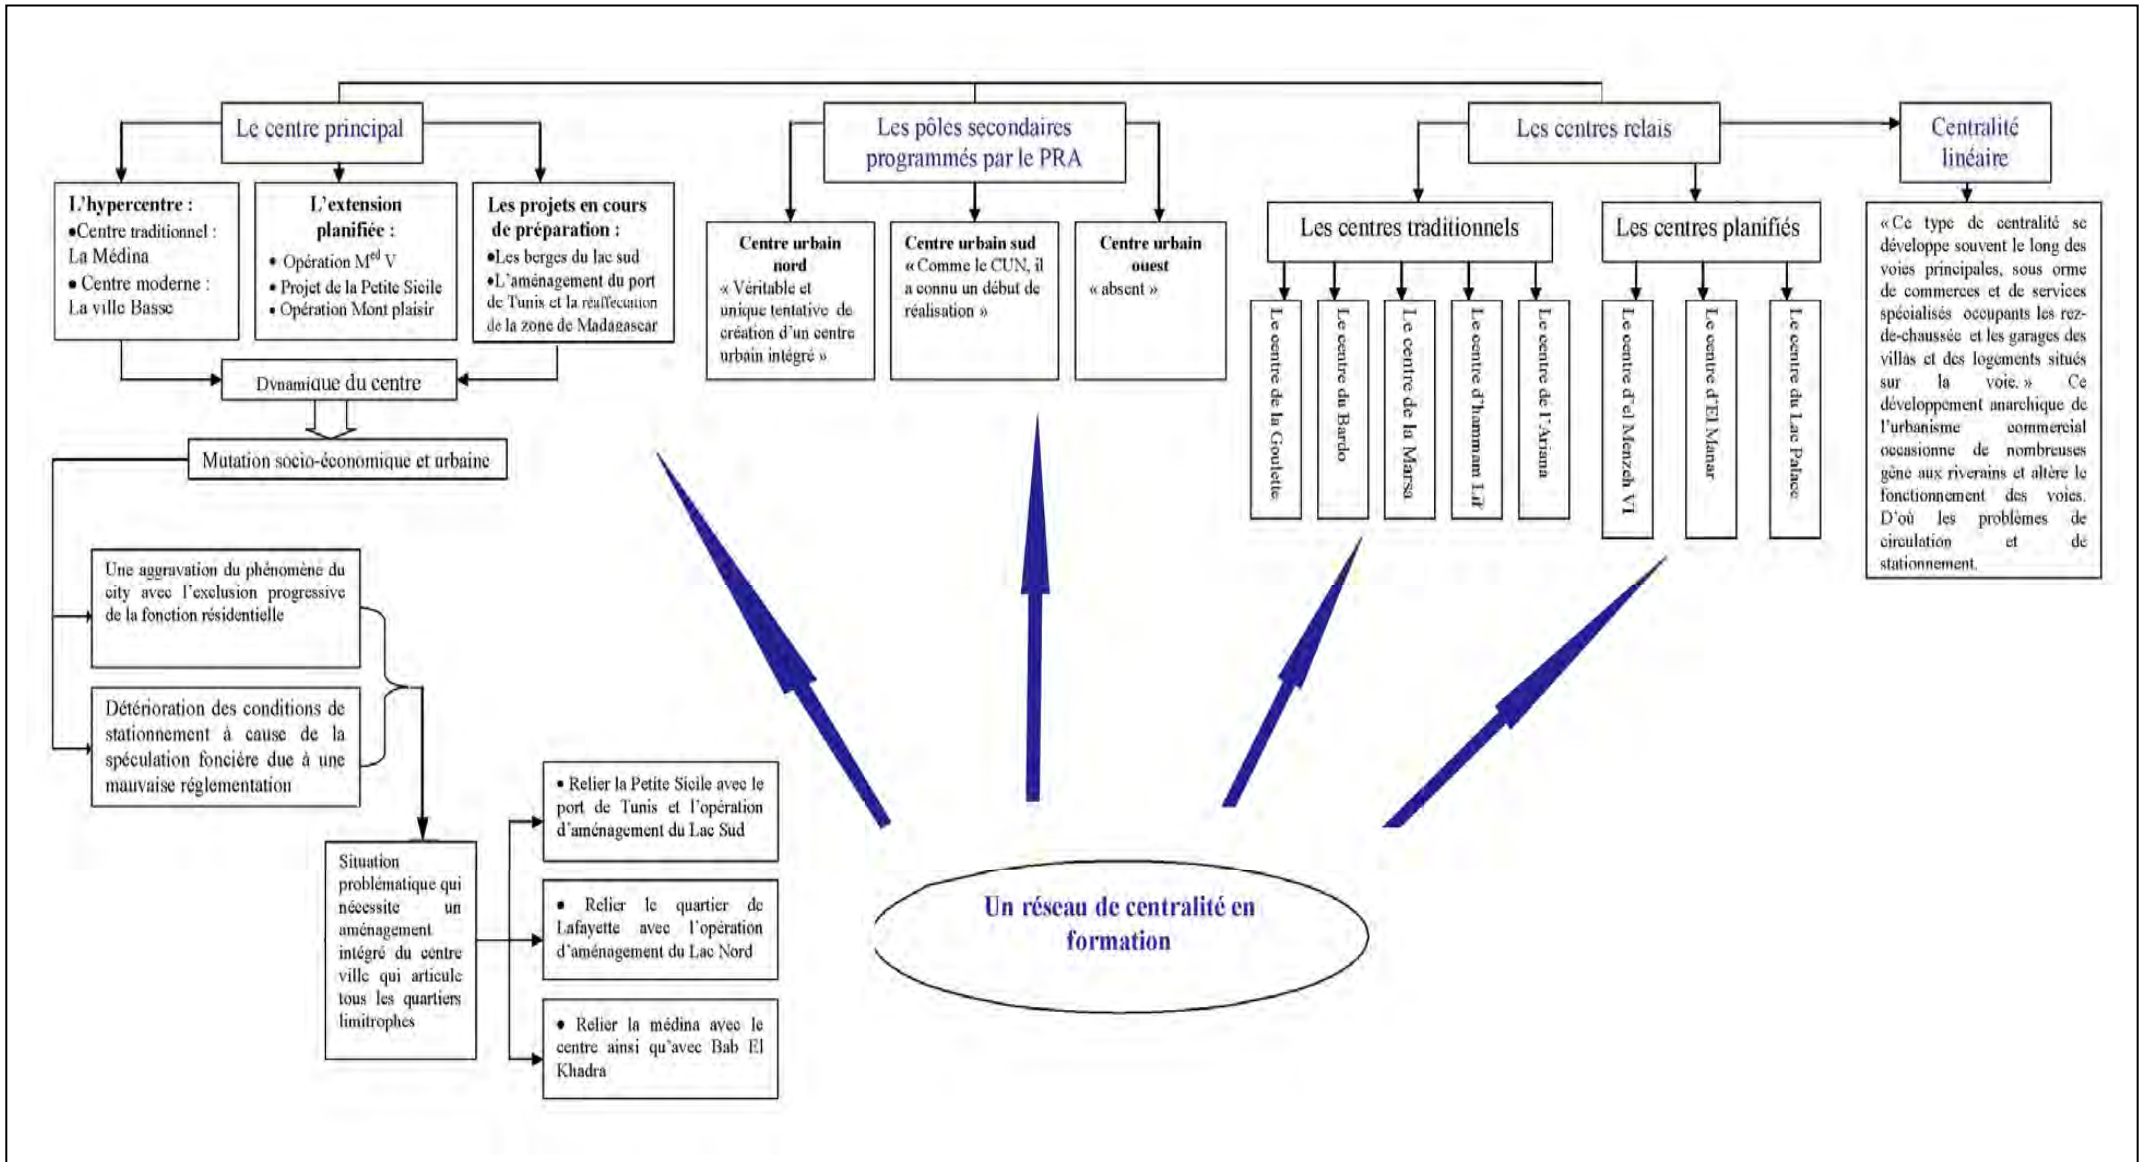 Le centre principal
L'hypercentre :
●Centre traditionnel :
La Médina
● Centre moderne :
La ville Basse
L'extension
planifiée :
● Opération Med V
● Projet de la Petite Sicile
● Opération Mont plaisir
Les projets en cours
de préparation :
●Les berges du lac sud
●L'aménagement du port
de Tunis et la réaffectation
de la zone de Madagascar
Dynamique du centre
Mutation socio-économique et urbaine
Une aggravation du phénomène du
city avec l'exclusion progressive
de la fonction résidentielle
Détérioration des conditions de
stationnement à cause de la
spéculation foncière due à une
mauvaise réglementation
Situation
problématique qui
nécessite un
aménagement
intégré du centre
ville qui articule
tous les quartiers
limitrophes
● Relier la Petite Sicile avec le
port de Tunis et l'opération
d'aménagement du Lac Sud
● Relier le quartier de
Lafayette avec l'opération
d'aménagement du Lac Nord
● Relier la médina avec le
centre ainsi qu'avec Bab El
Khadra
Les pôles secondaires
programmés par le PRA
Centre urbain
nord
« Véritable et
unique tentative de
création d'un centre
urbain intégré »
Centre urbain sud
« Comme le CUN, il
a connu un début de
réalisation »
Centre urbain
ouest
« absent »
Les centres relais
Les centres traditionnels
Le centre de la Goulette
Le centre du Bardo
Le centre de la Marsa
Le centre d'hammam Lif
Le centre de l'Ariana
Les centres planifiés
Le centre d'el Menzeh VI
Le centre d'El Manar
Le centre du Lac Palace
Centralité
linéaire
« Ce type de centralité se
développe souvent le long des
voies principales, sous orme
de commerces et de services
spécialisés occupants les rez-
de-chaussée et les garages des
villas et des logements situés
sur la voie. » Ce
développement anarchique de
l'urbanisme commercial
occasionne de nombreuses
gêne aux riverains et altère le
fonctionnement des voies.
D'où les problèmes de
circulation et de
stationnement.
Un réseau de centralité en
formation